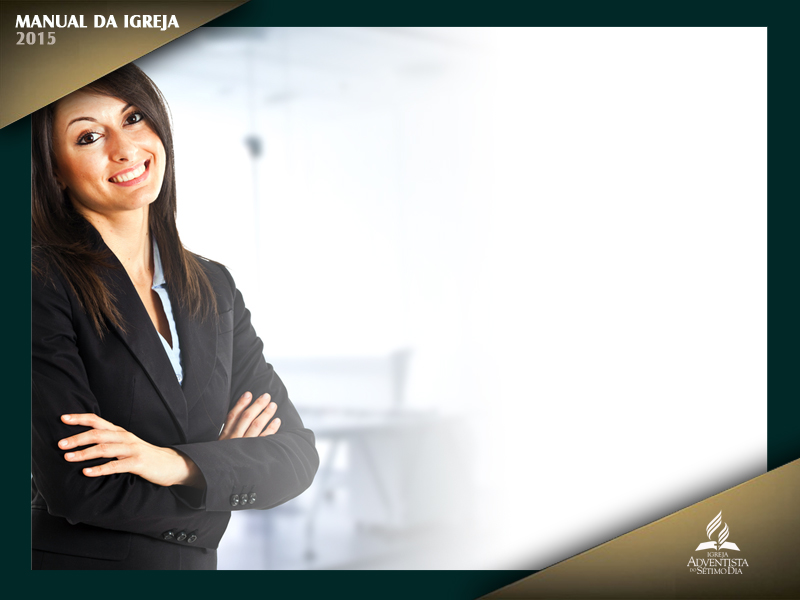 MANUAL DA IGREJA
2015
IGREJA
ADVENTISTA
DO SÉTIMO DIA